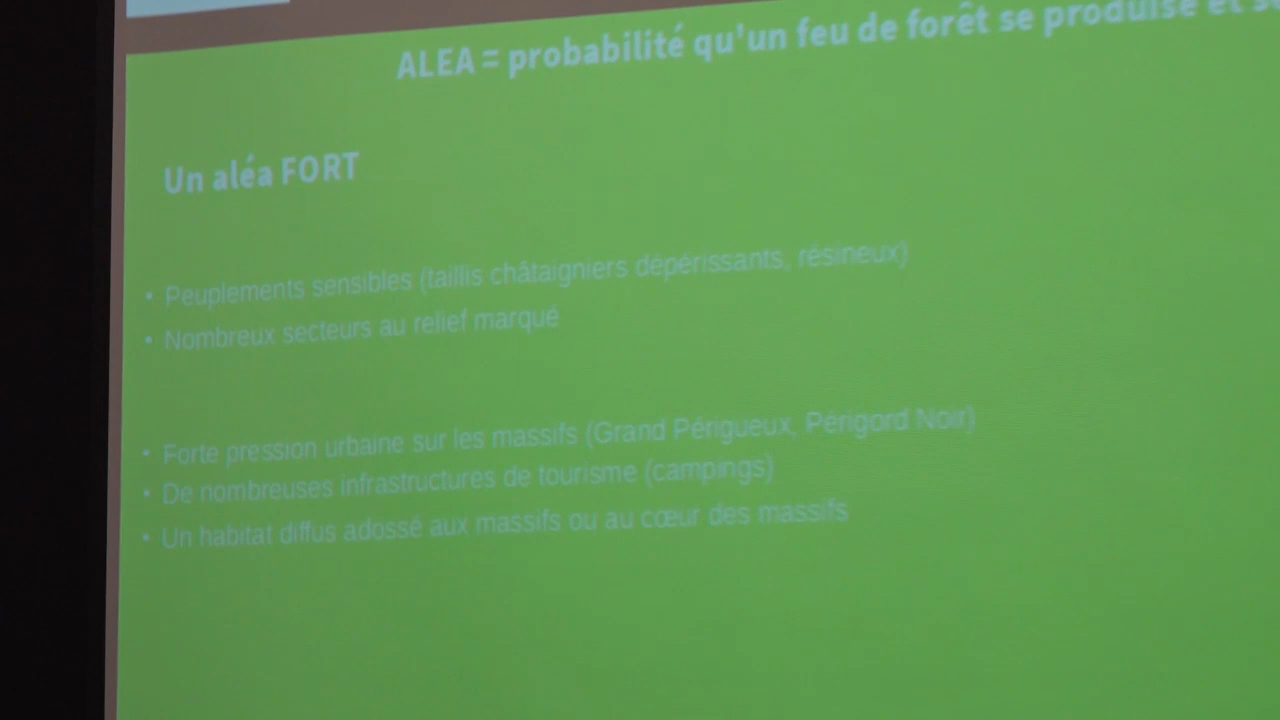 ALEA = probabilité qu'un feu de forêt se produise et
Un aléa FORT
• Peuplements sensibles (taillis châtaigniers dépérissants, résineux)
• Nombreux secteurs au relief marqué
• Forte pression urbaine sur les massifs (Grand Périgueux, Périgord Noir)
• De nombreuses infrastructures de tourisme (campings)
• Un habitat diffus adossé aux massifs ou au cœur des massifs